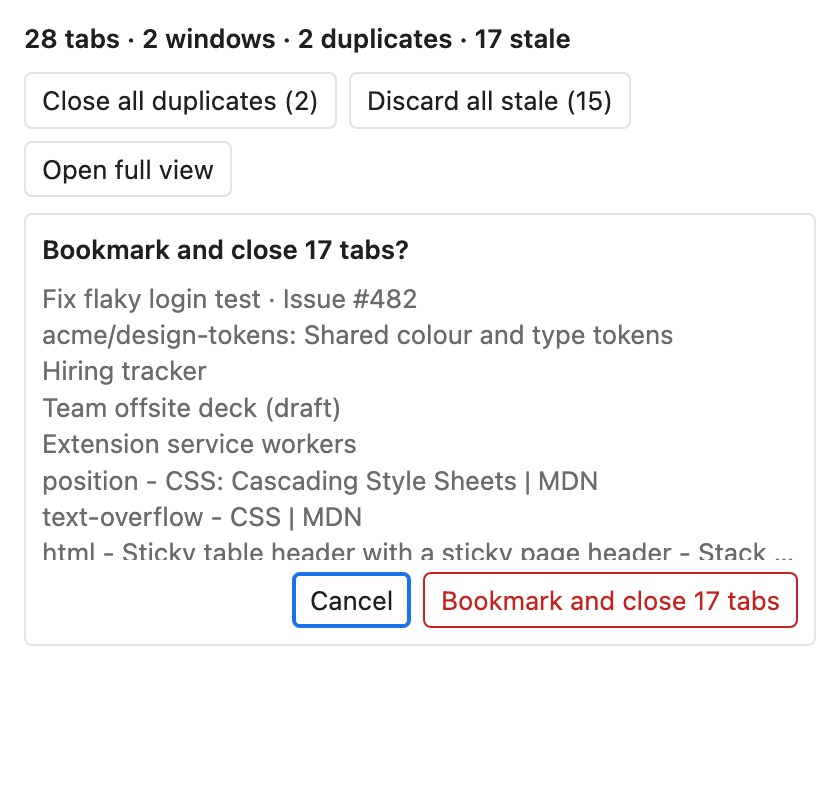 28 tabs · 2 windows · 2 duplicates · 17 stale
Close all duplicates (2)
Discard all stale (15)
Open full view
Bookmark and close 17 tabs?
Fix flaky login test · Issue #482
acme/design-tokens: Shared colour and type tokens
Hiring tracker
Team offsite deck (draft)
Extension service workers
position - CSS: Cascading Style Sheets | MDN
text-overflow - CSS | MDN
html - Sticky table header with a sticky page header - Stack ...
Cancel
Bookmark and close 17 tabs